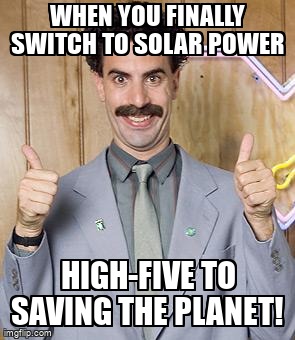 WHEN YOU FINALLY
SWITCH TO SOLAR POWER
HIGH-FIVE TO
SAVING THE PLANET!
imgflip.com